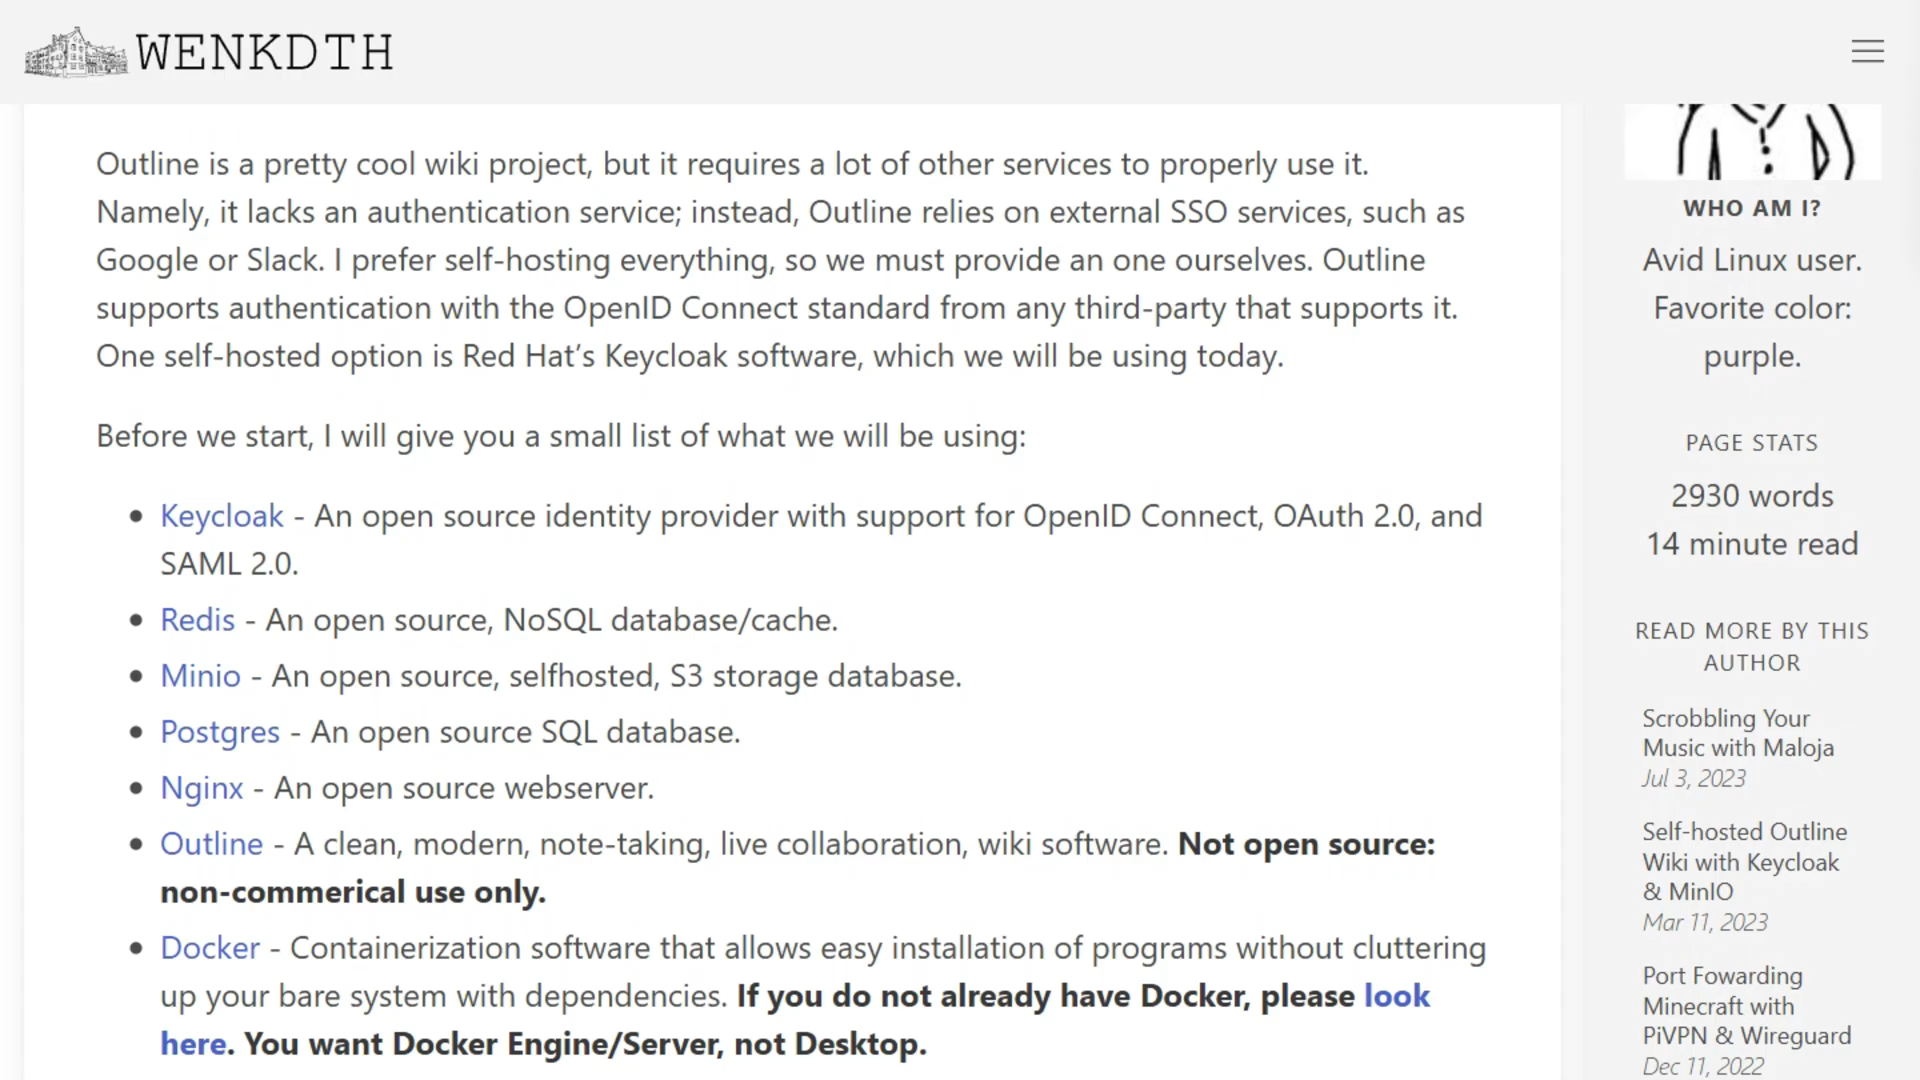 WENKDTH
Outline is a pretty cool wiki project, but it requires a lot of other services to properly use it.
Namely, it lacks an authentication service; instead, Outline relies on external SSO services, such as
Google or Slack. I prefer self-hosting everything, so we must provide an one ourselves. Outline
supports authentication with the OpenID Connect standard from any third-party that supports it.
One self-hosted option is Red Hat’s Keycloak software, which we will be using today.
Before we start, I will give you a small list of what we will be using:
• Keycloak - An open source identity provider with support for OpenID Connect, OAuth 2.0, and
SAML 2.0.
• Redis - An open source, NoSQL database/cache.
• Minio - An open source, selfhosted, S3 storage database.
• Postgres - An open source SQL database.
• Nginx - An open source webserver.
• Outline - A clean, modern, note-taking, live collaboration, wiki software. Not open source:
non-commerical use only.
• Docker - Containerization software that allows easy installation of programs without cluttering
up your bare system with dependencies. If you do not already have Docker, please look
here. You want Docker Engine/Server, not Desktop.
WHO AM I?
Avid Linux user.
Favorite color:
purple.
PAGE STATS
2930 words
14 minute read
READ MORE BY THIS
AUTHOR
Scrobbling Your
Music with Maloja
Jul 3, 2023
Self-hosted Outline
Wiki with Keycloak
& MinIO
Mar 11, 2023
Port Fowarding
Minecraft with
PiVPN & Wireguard
Dec 11, 2022